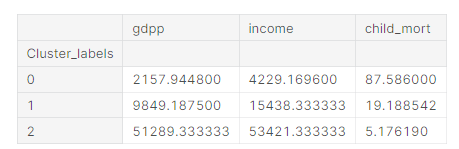 gdpp income child_mort
Cluster_labels
0 2157.944800 4229.169600 87.586000
1 9849.187500 15438.333333 19.188542
2 51289.333333 53421.333333 5.176190